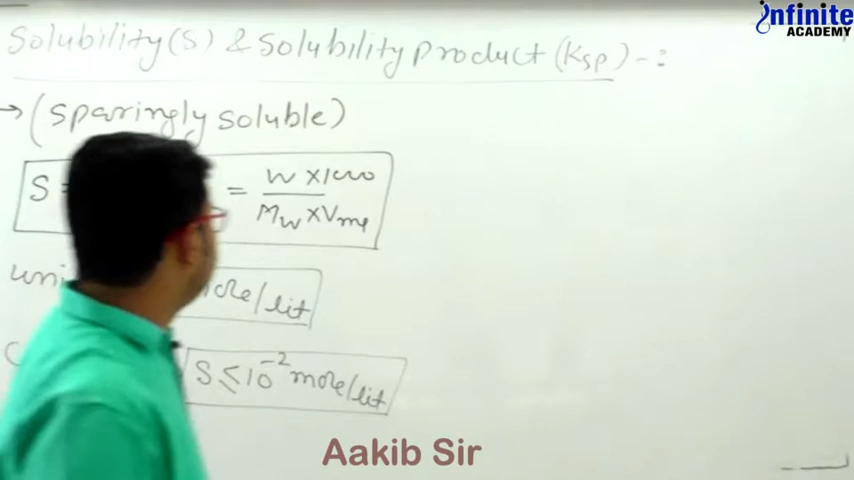 Infinite
ACADEMY
Solubility(S) & Solubility Product (Ksp) -:
→ (Sparingly soluble)
S = = W x 1000 / Mw x Vml
mole/lit
S ≤ 10⁻² mole/lit
Aakib Sir